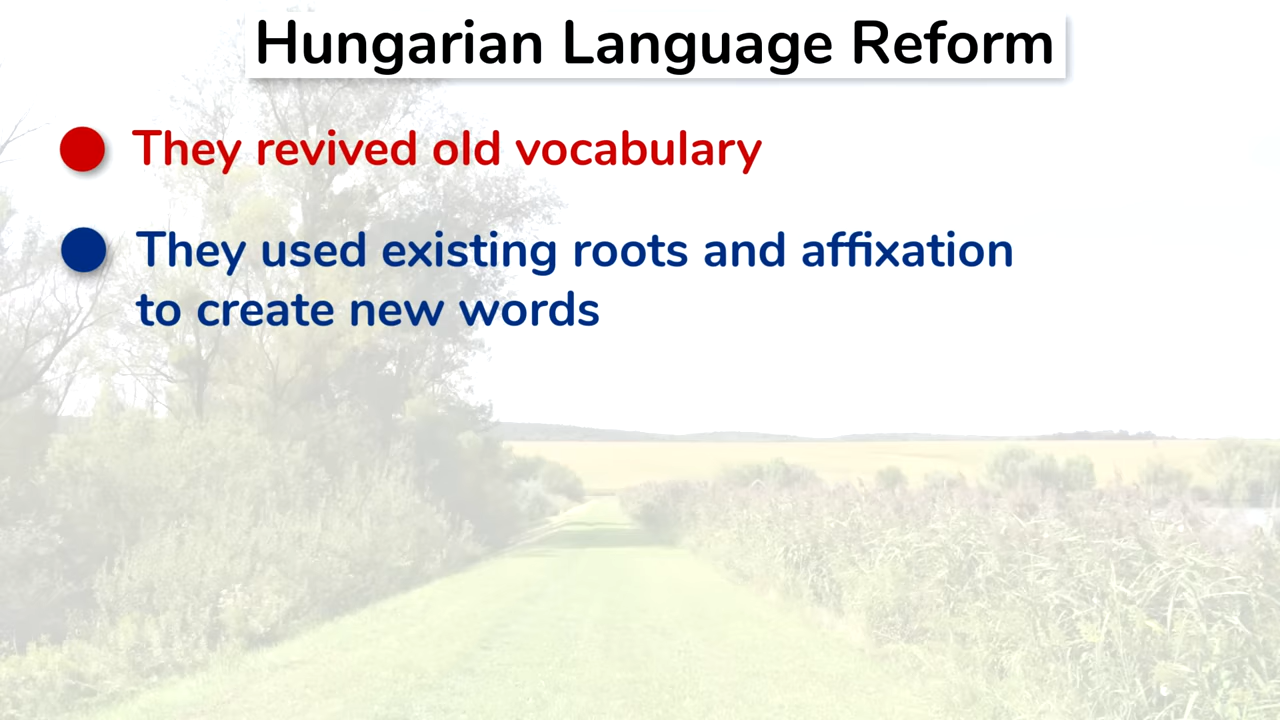 Hungarian Language Reform
They revived old vocabulary
They used existing roots and affixation
to create new words